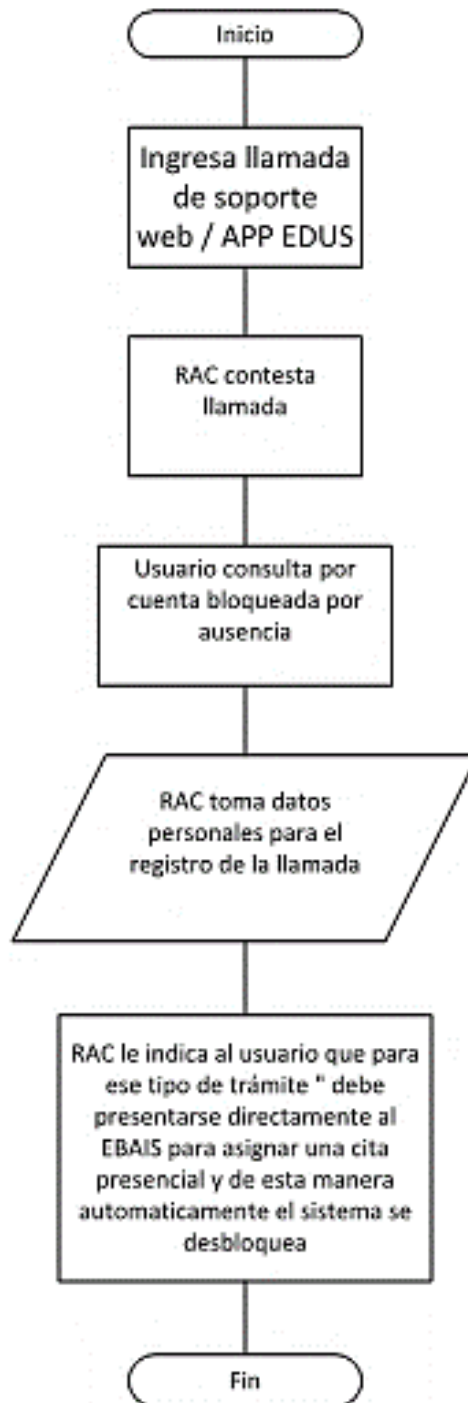 Inicio
Ingresa llamada
de soporte
web / APP EDUS
RAC contesta
llamada
Usuario consulta por
cuenta bloqueada por
ausencia
RAC toma datos
personales para el
registro de la llamada
RAC le indica al usuario que para
ese tipo de trámite " debe
presentarse directamente al
EBAIS para asignar una cita
presencial y de esta manera
automaticamente el sistema se
desbloquea
Fin